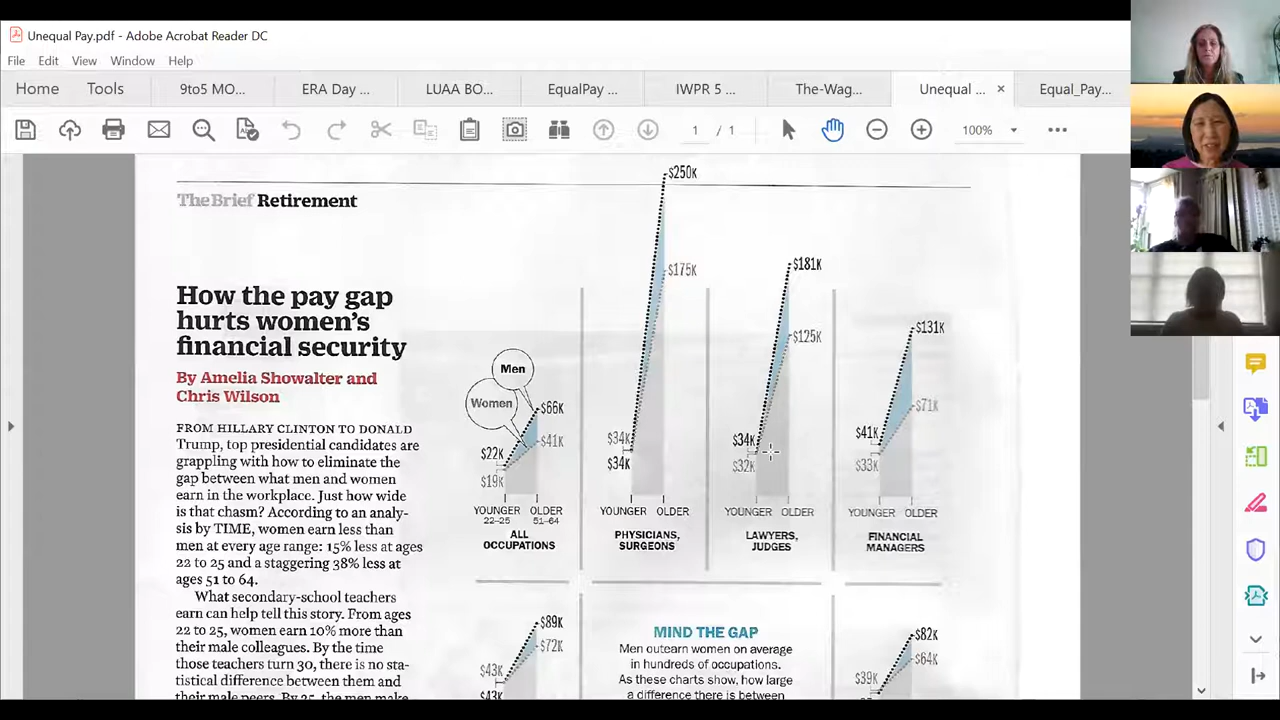 Unequal Pay.pdf - Adobe Acrobat Reader DC
File Edit View Window Help
Home Tools 9to5 MO... ERA Day ... LUAA BO... EqualPay ... IWPR 5 ... The-Wag... Unequal ... × Equal_Pay...
1 / 1 100%
The Brief Retirement
How the pay gap
hurts women's
financial security
By Amelia Showalter and
Chris Wilson
FROM HILLARY CLINTON TO DONALD
Trump, top presidential candidates are
grappling with how to eliminate the
gap between what men and women
earn in the workplace. Just how wide
is that chasm? According to an analy-
sis by TIME, women earn less than
men at every age range: 15% less at ages
22 to 25 and a staggering 38% less at
ages 51 to 64.
What secondary-school teachers
earn can help tell this story. From ages
22 to 25, women earn 10% more than
their male colleagues. By the time
those teachers turn 30, there is no sta-
tistical difference between them and
their male peers. By 35, the men make
Men
Women
$66K
$41K
$22K
$19K
YOUNGER OLDER
22–25 51–64
ALL
OCCUPATIONS
$250K
$175K
$34K
$34K
YOUNGER OLDER
PHYSICIANS,
SURGEONS
$181K
$125K
$34K
$32K
YOUNGER OLDER
LAWYERS,
JUDGES
$131K
$71K
$41K
$33K
YOUNGER OLDER
FINANCIAL
MANAGERS
$89K
$72K
$43K
$43K
MIND THE GAP
Men outearn women on average
in hundreds of occupations.
As these charts show, how large
a difference there is between
$82K
$64K
$39K